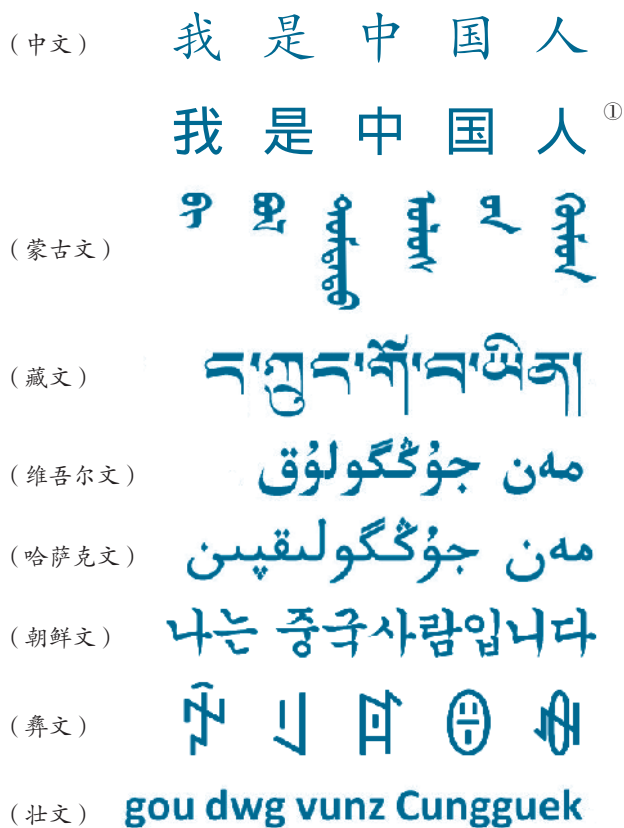 (中文) 我 是 中 国 人
我 是 中 国 人 ①
(蒙古文)
(藏文) ང་ཀྲུང་གོ་བ་ཡིན།
(维吾尔文) مەن جۇڭگولۇق
(哈萨克文) مەن جۇڭگولىقپىن
(朝鲜文) 나는 중국사람입니다
(彝文)
(壮文) gou dwg vunz Cungguek